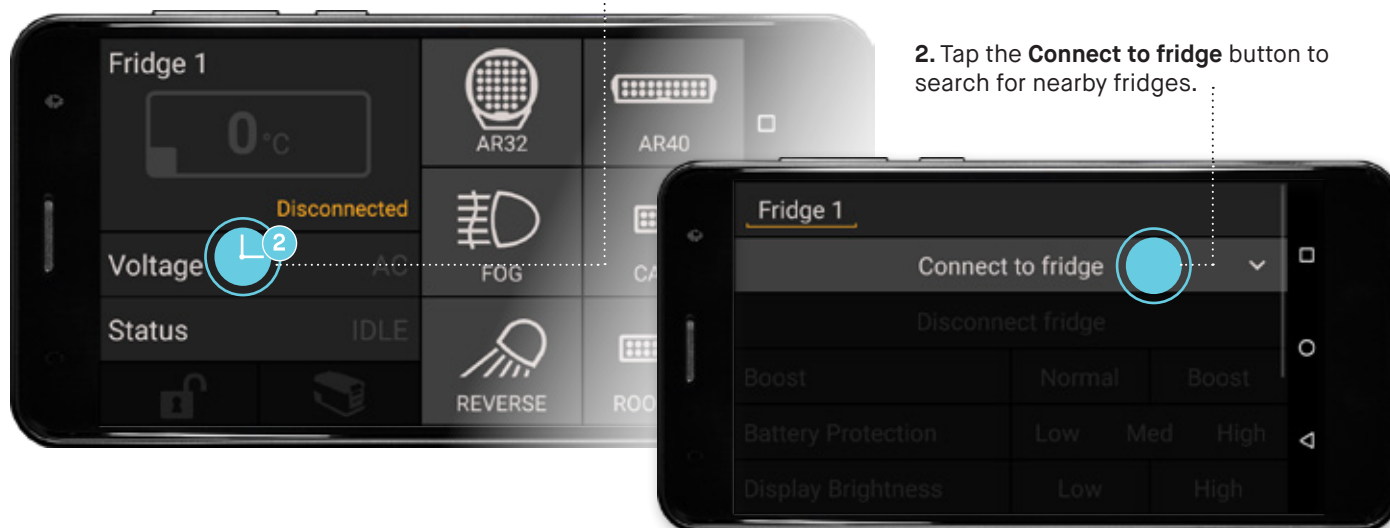 Fridge 1
0°C
Disconnected
2
Voltage AC
Status IDLE
AR32
AR40
FOG
REVERSE
2. Tap the Connect to fridge button to
search for nearby fridges.
Fridge 1
Connect to fridge
Disconnect fridge
Boost Normal Boost
Battery Protection Low Med High
Display Brightness Low High